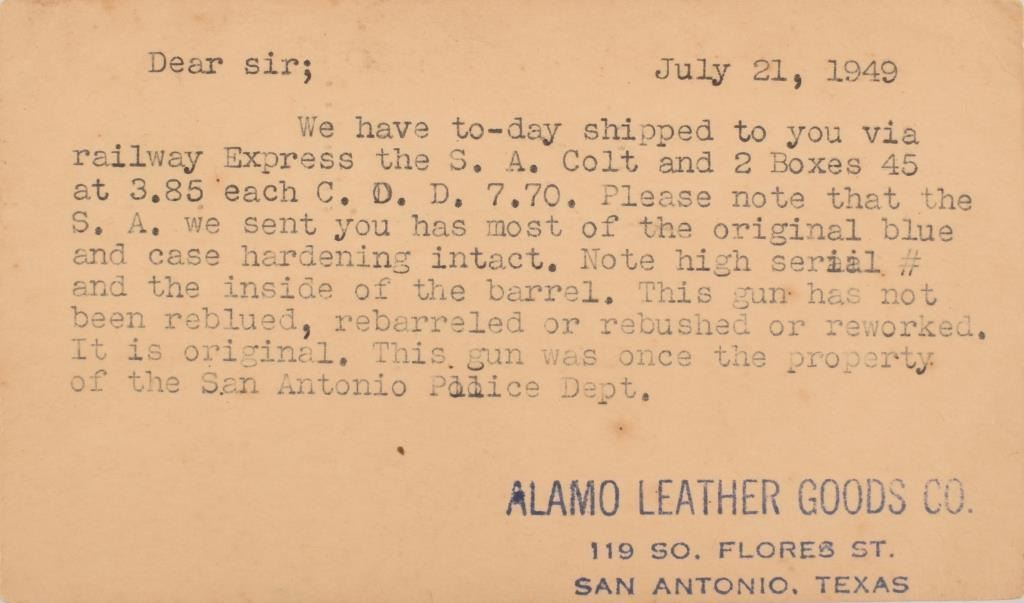 Dear sir; July 21, 1949
We have to-day shipped to you via
railway Express the S. A. Colt and 2 Boxes 45
at 3.85 each C. O. D. 7.70. Please note that the
S. A. we sent you has most of the original blue
and case hardening intact. Note high serial #
and the inside of the barrel. This gun has not
been reblued, rebarreled or rebushed or reworked.
It is original. This gun was once the property
of the San Antonio Police Dept.
ALAMO LEATHER GOODS CO.
119 SO. FLORES ST.
SAN ANTONIO, TEXAS